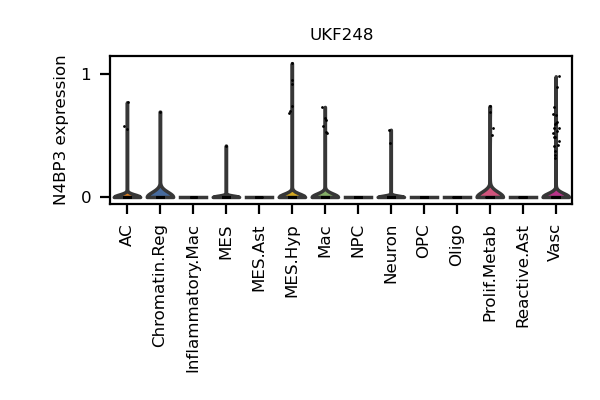 UKF248
N4BP3 expression
1
0
AC
Chromatin.Reg
Inflammatory.Mac
MES
MES.Ast
MES.Hyp
Mac
NPC
Neuron
OPC
Oligo
Prolif.Metab
Reactive.Ast
Vasc